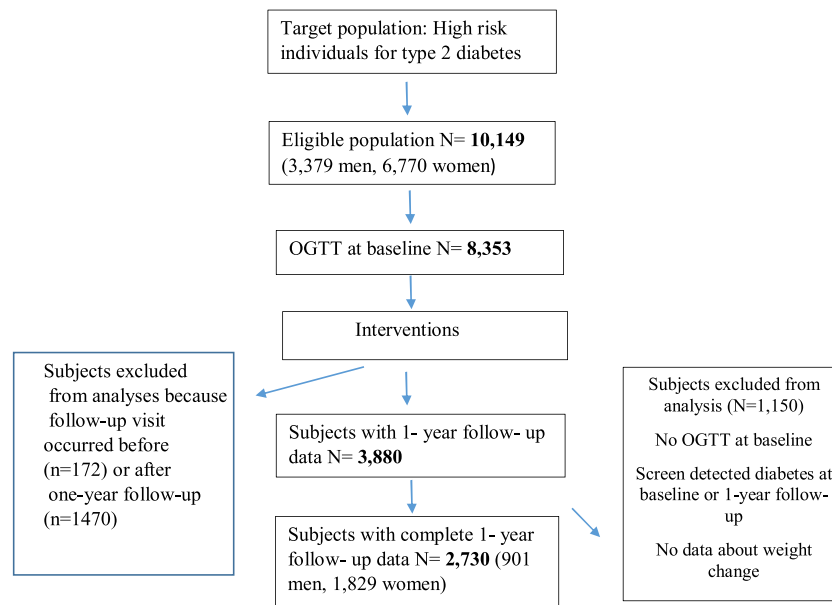 Target population: High risk
individuals for type 2 diabetes
Eligible population N= 10,149
(3,379 men, 6,770 women)
OGTT at baseline N= 8,353
Interventions
Subjects excluded
from analyses because
follow-up visit
occurred before
(n=172) or after
one-year follow-up
(n=1470)
Subjects with 1- year follow- up
data N= 3,880
Subjects excluded from
analysis (N=1,150)
No OGTT at baseline
Screen detected diabetes at
baseline or 1-year follow-
up
No data about weight
change
Subjects with complete 1- year
follow- up data N= 2,730 (901
men, 1,829 women)